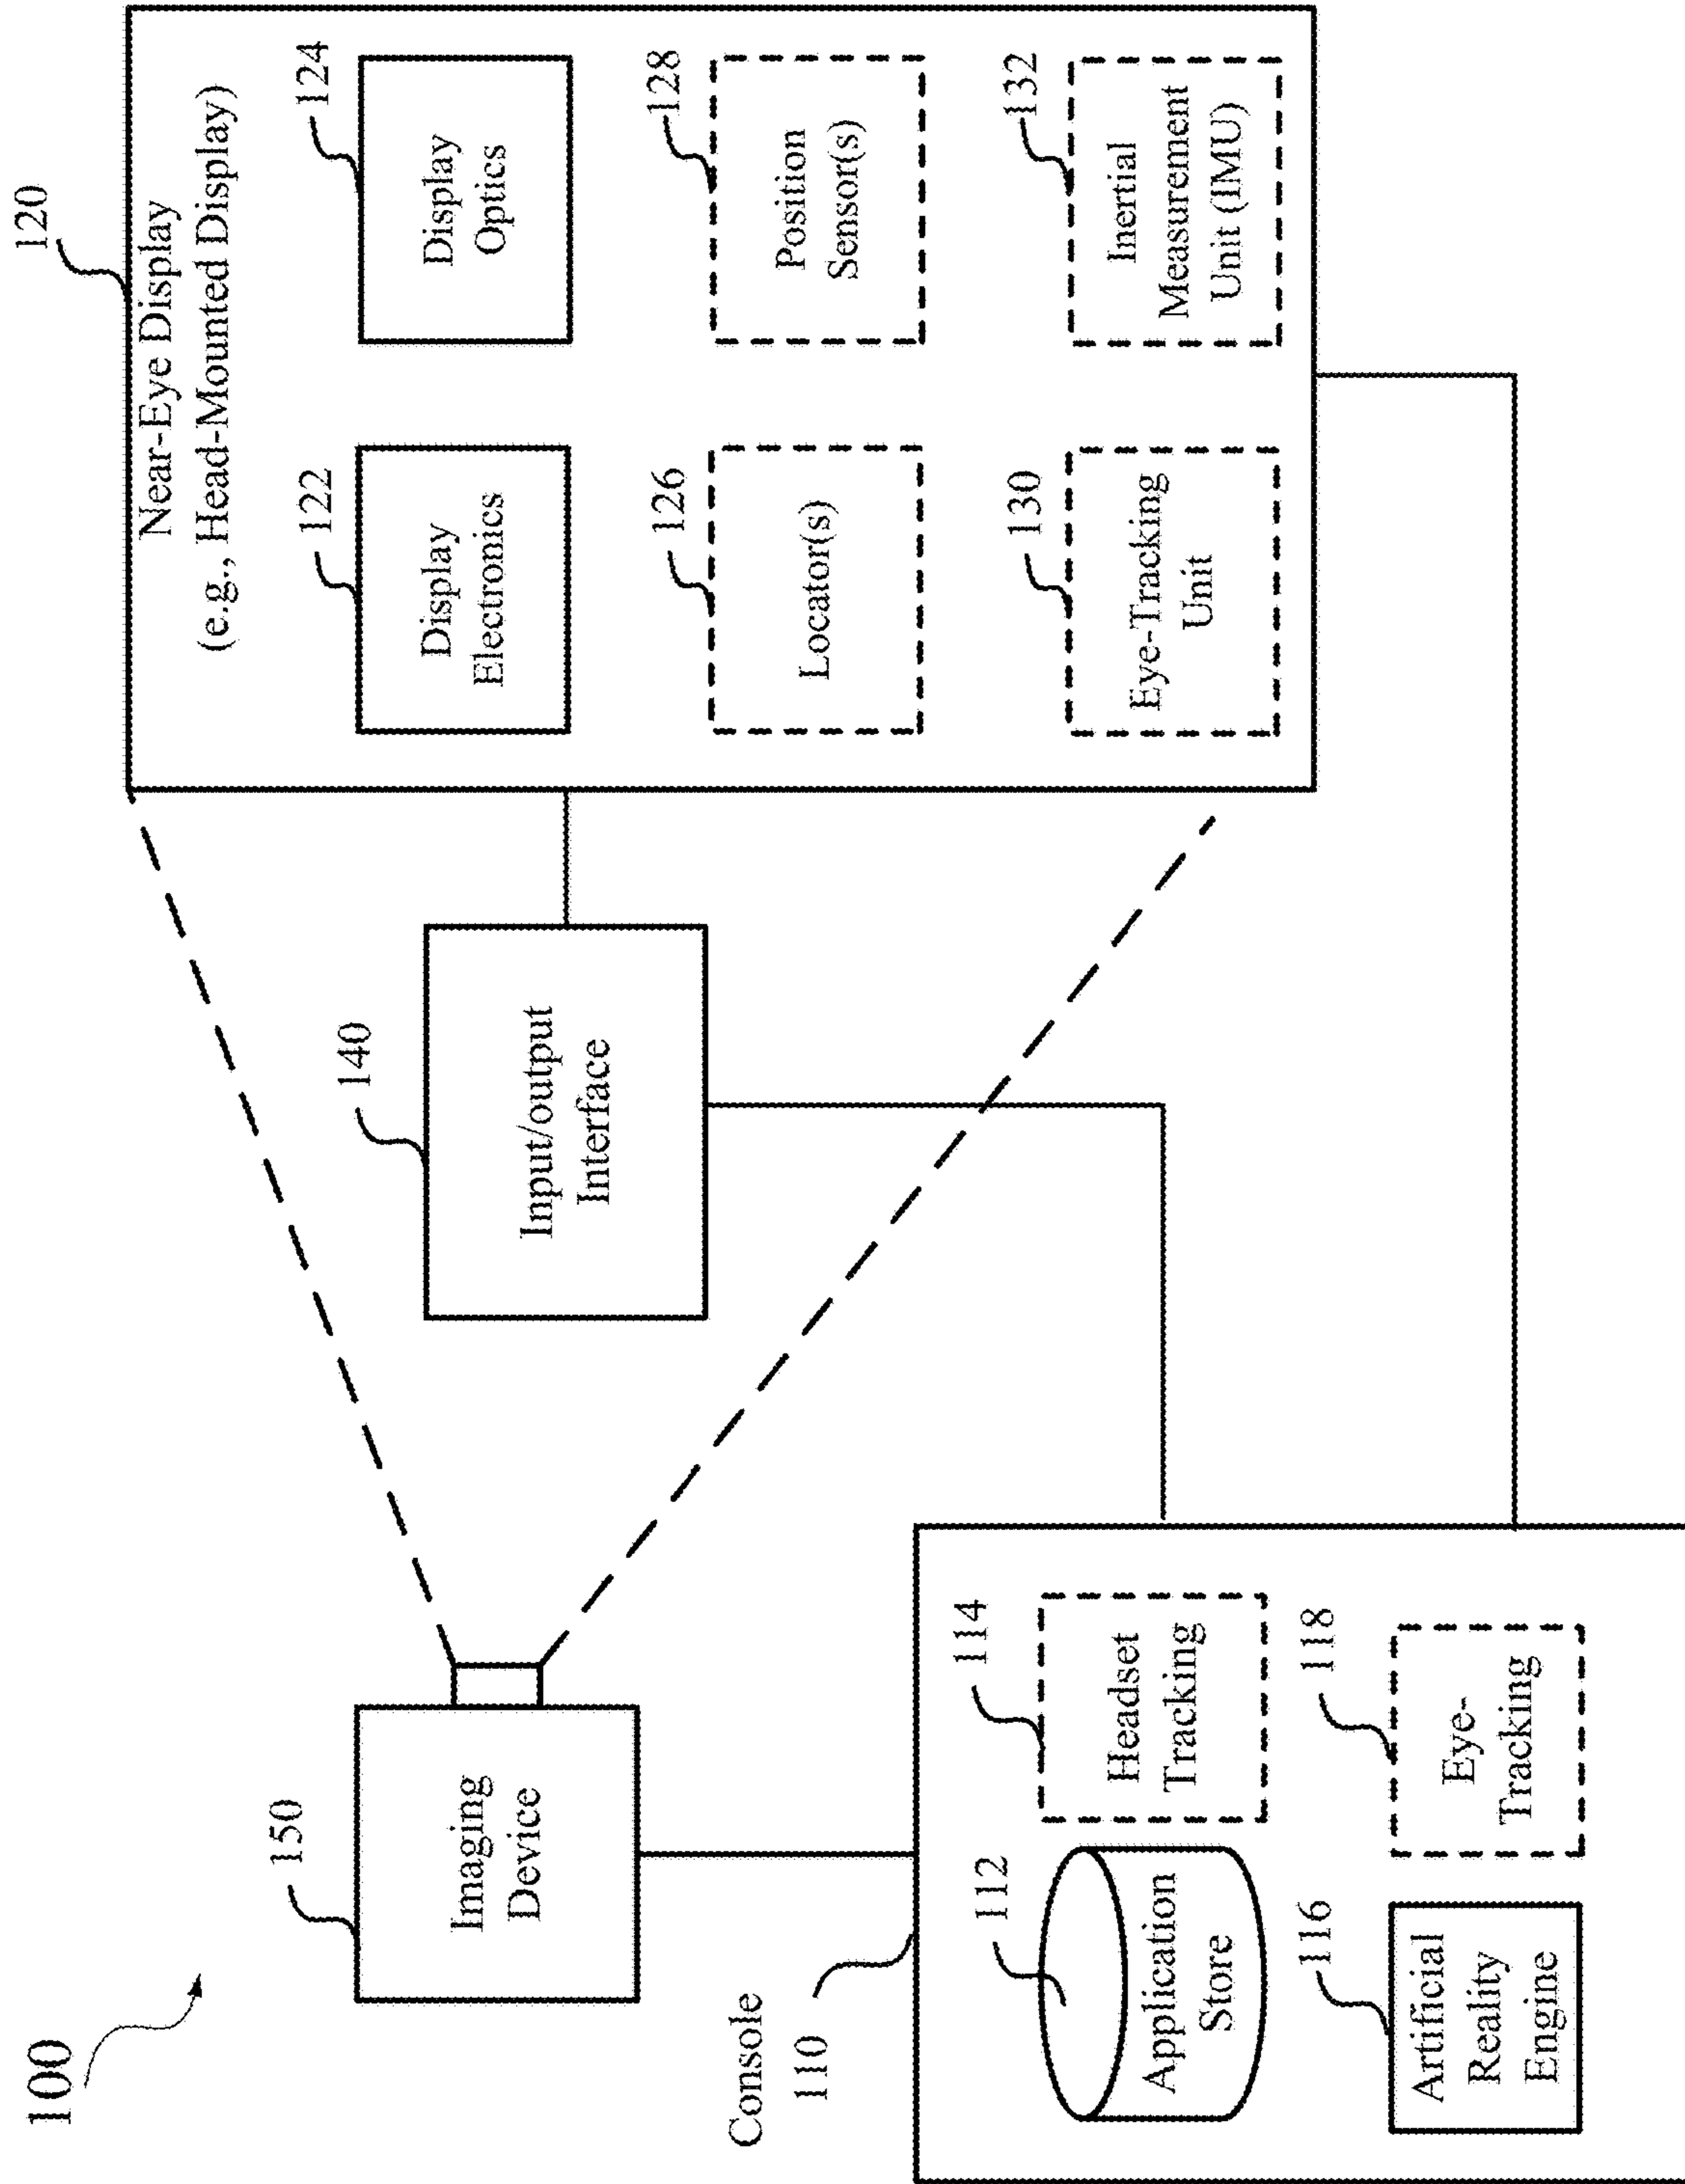 100
150
Imaging
Device
140
Input/output
Interface
120
Near-Eye Display
(e.g., Head-Mounted Display)
122
Display
Electronics
124
Display
Optics
126
Locator(s)
128
Position
Sensor(s)
130
Eye-Tracking
Unit
132
Inertial
Measurement
Unit (IMU)
Console
110
112
Application
Store
114
Headset
Tracking
116
Artificial
Reality
Engine
118
Eye-
Tracking